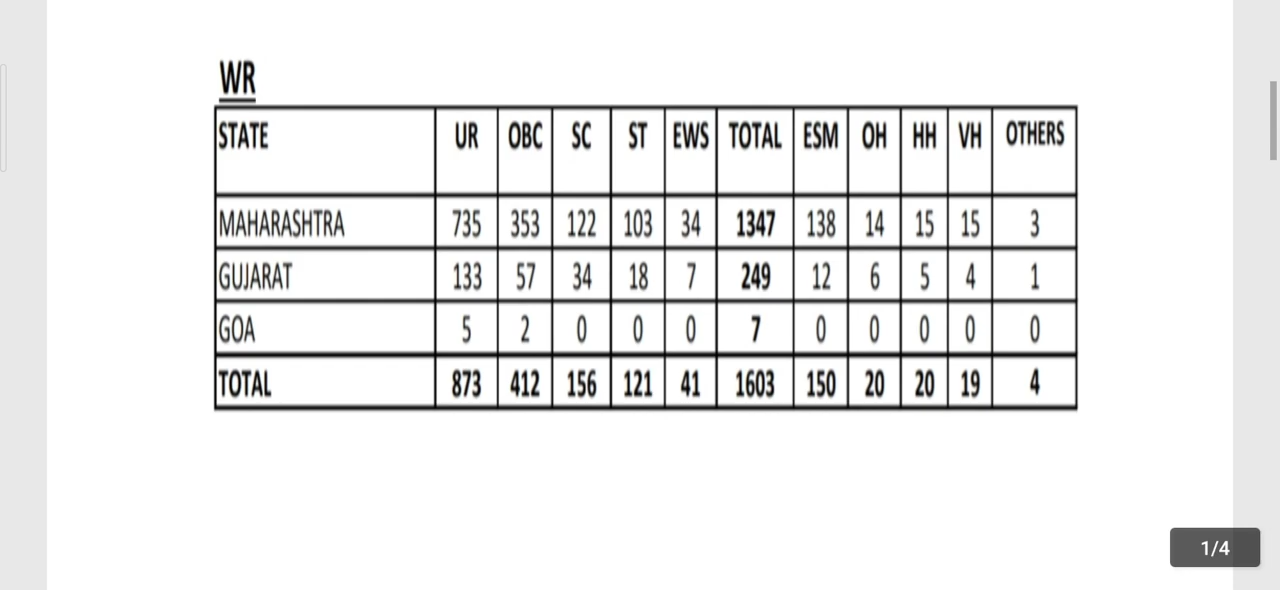 WR
STATE UR OBC SC ST EWS TOTAL ESM OH HH VH OTHERS
MAHARASHTRA 735 353 122 103 34 1347 138 14 15 15 3
GUJARAT 133 57 34 18 7 249 12 6 5 4 1
GOA 5 2 0 0 0 7 0 0 0 0 0
TOTAL 873 412 156 121 41 1603 150 20 20 19 4
1/4